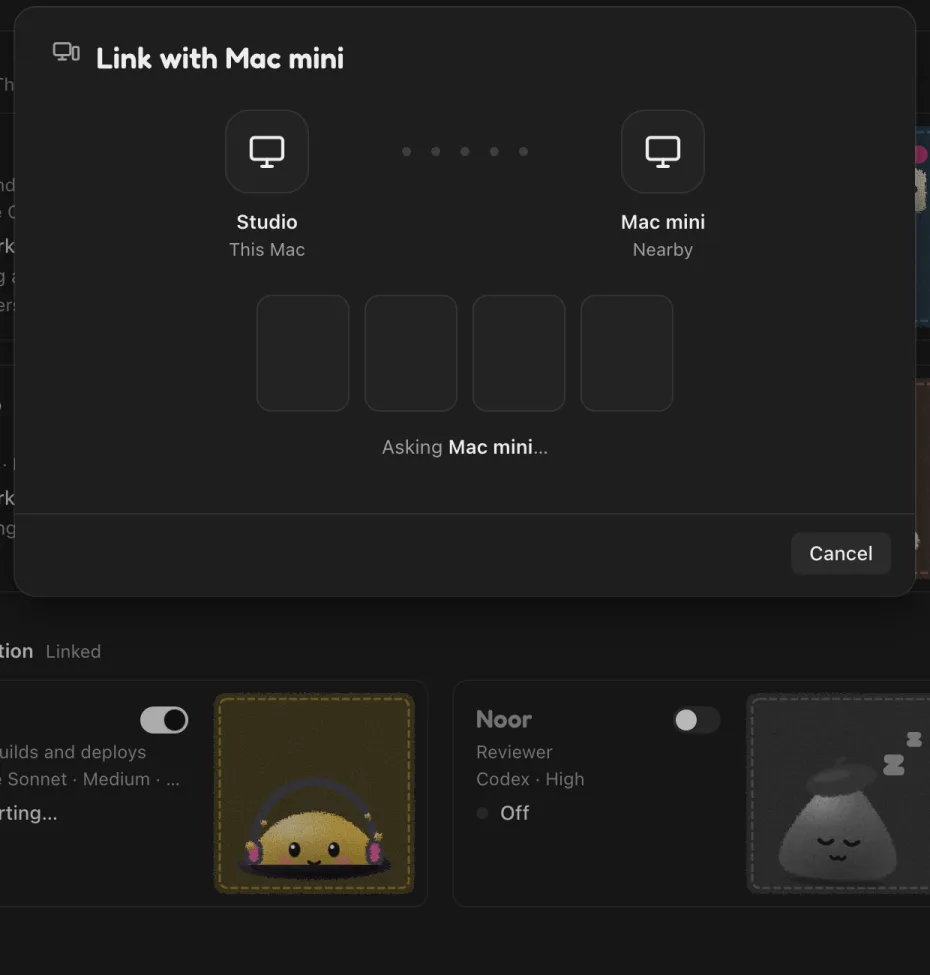 Link with Mac mini
Studio
This Mac
Mac mini
Nearby
Asking Mac mini...
Cancel
Linked
Noor
uilds and deploys
Reviewer
Sonnet · Medium · ...
Codex · High
rting...
Off